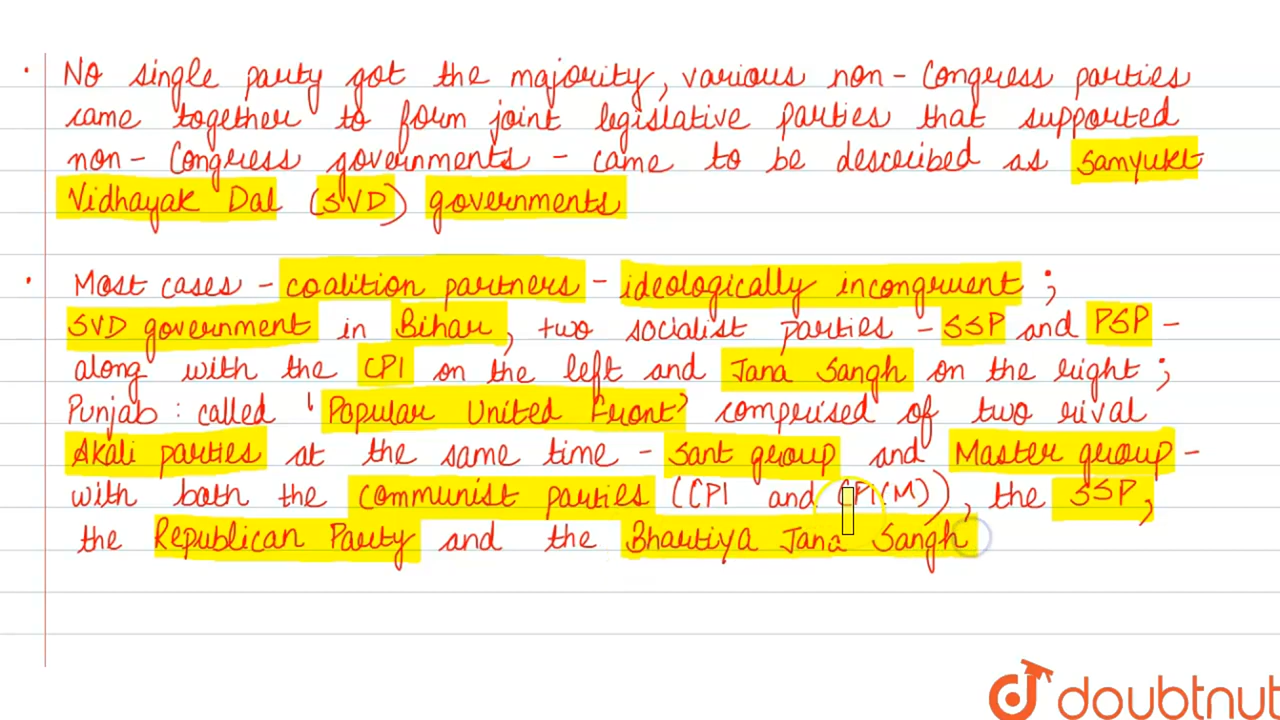 · No single party got the majority, various non-Congress parties
came together to form joint legislative parties that supported
non-Congress governments - came to be described as Samyukt
Vidhayak Dal (SVD) governments
· Most cases - coalition partners - ideologically incongruent ;
SVD government in Bihar, two socialist parties - SSP and PSP -
along with the CPI on the left and Jana Sangh on the right ;
Punjab : called 'Popular United Front' comprised of two rival
Akali parties at the same time - Sant group and Master group -
with both the communist parties (CPI and CPI(M)), the SSP,
the Republican Party and the Bhartiya Jana Sangh
doubtnut